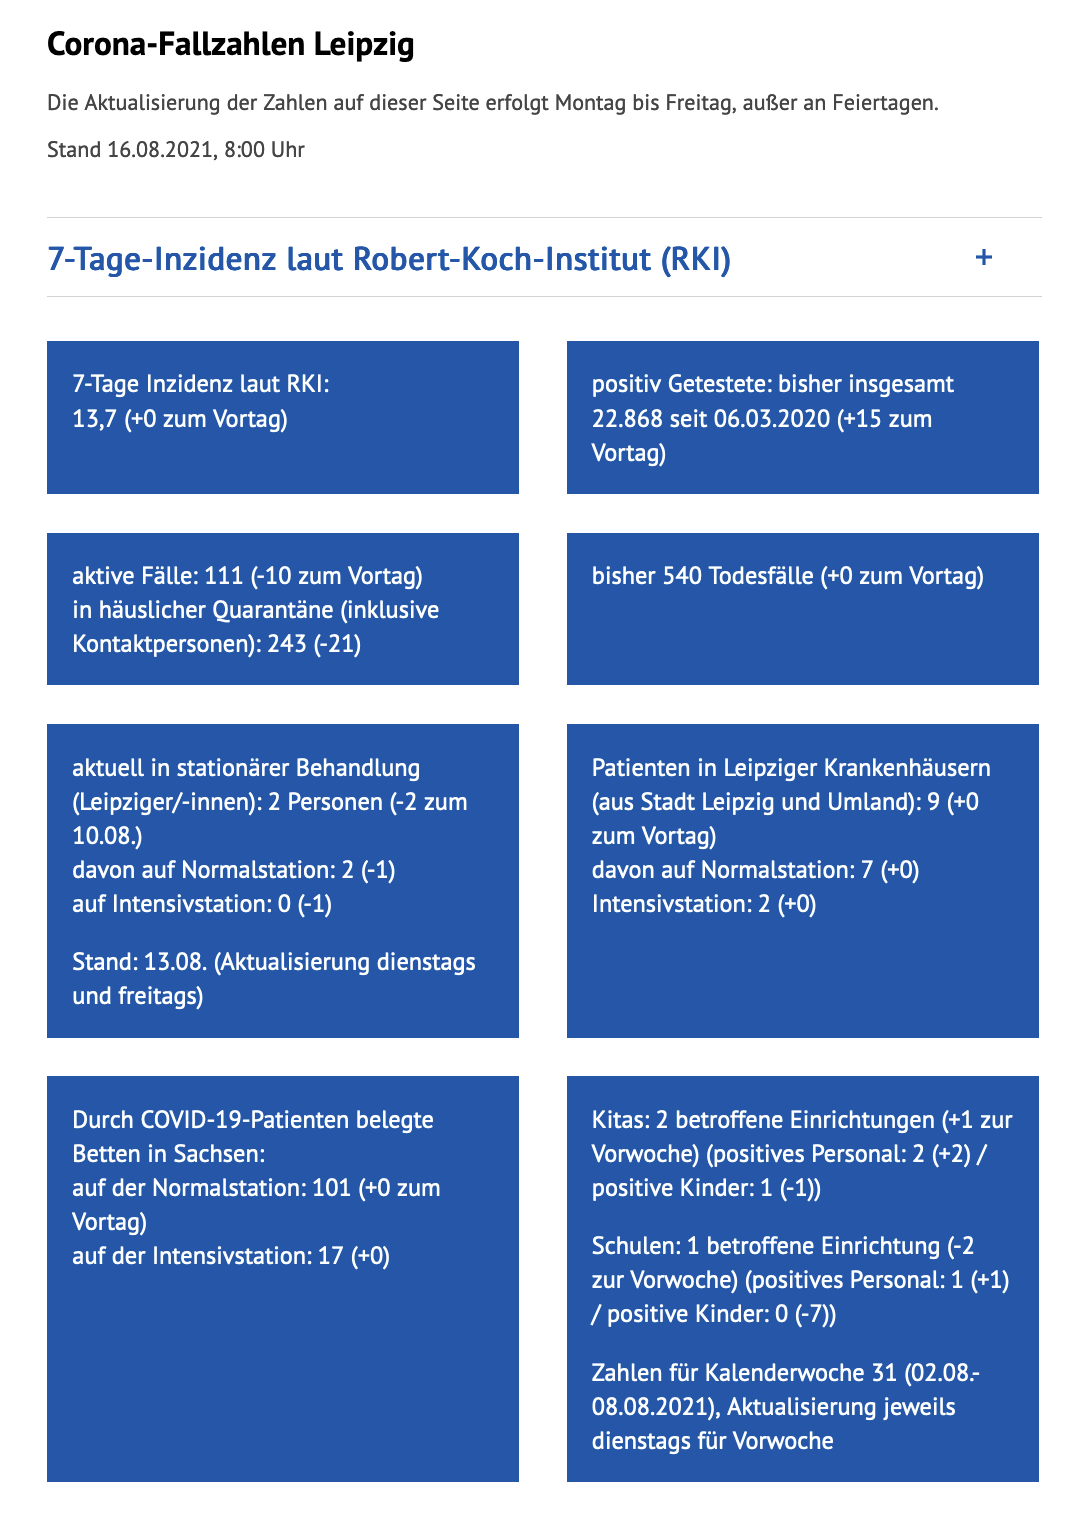 Corona-Fallzahlen Leipzig
Die Aktualisierung der Zahlen auf dieser Seite erfolgt Montag bis Freitag, außer an Feiertagen.
Stand 16.08.2021, 8:00 Uhr
7-Tage-Inzidenz laut Robert-Koch-Institut (RKI)
+
7-Tage Inzidenz laut RKI:
13,7 (+0 zum Vortag)
positiv Getestete: bisher insgesamt
22.868 seit 06.03.2020 (+15 zum
Vortag)
aktive Fälle: 111 (-10 zum Vortag)
in häuslicher Quarantäne (inklusive
Kontaktpersonen): 243 (-21)
bisher 540 Todesfälle (+0 zum Vortag)
aktuell in stationärer Behandlung
(Leipziger/-innen): 2 Personen (-2 zum
10.08.)
davon auf Normalstation: 2 (-1)
auf Intensivstation: 0 (-1)
Stand: 13.08. (Aktualisierung dienstags
und freitags)
Patienten in Leipziger Krankenhäusern
(aus Stadt Leipzig und Umland): 9 (+0
zum Vortag)
davon auf Normalstation: 7 (+0)
Intensivstation: 2 (+0)
Durch COVID-19-Patienten belegte
Betten in Sachsen:
auf der Normalstation: 101 (+0 zum
Vortag)
auf der Intensivstation: 17 (+0)
Kitas: 2 betroffene Einrichtungen (+1 zur
Vorwoche) (positives Personal: 2 (+2) /
positive Kinder: 1 (-1))
Schulen: 1 betroffene Einrichtung (-2
zur Vorwoche) (positives Personal: 1 (+1)
/ positive Kinder: 0 (-7))
Zahlen für Kalenderwoche 31 (02.08.-
08.08.2021), Aktualisierung jeweils
dienstags für Vorwoche